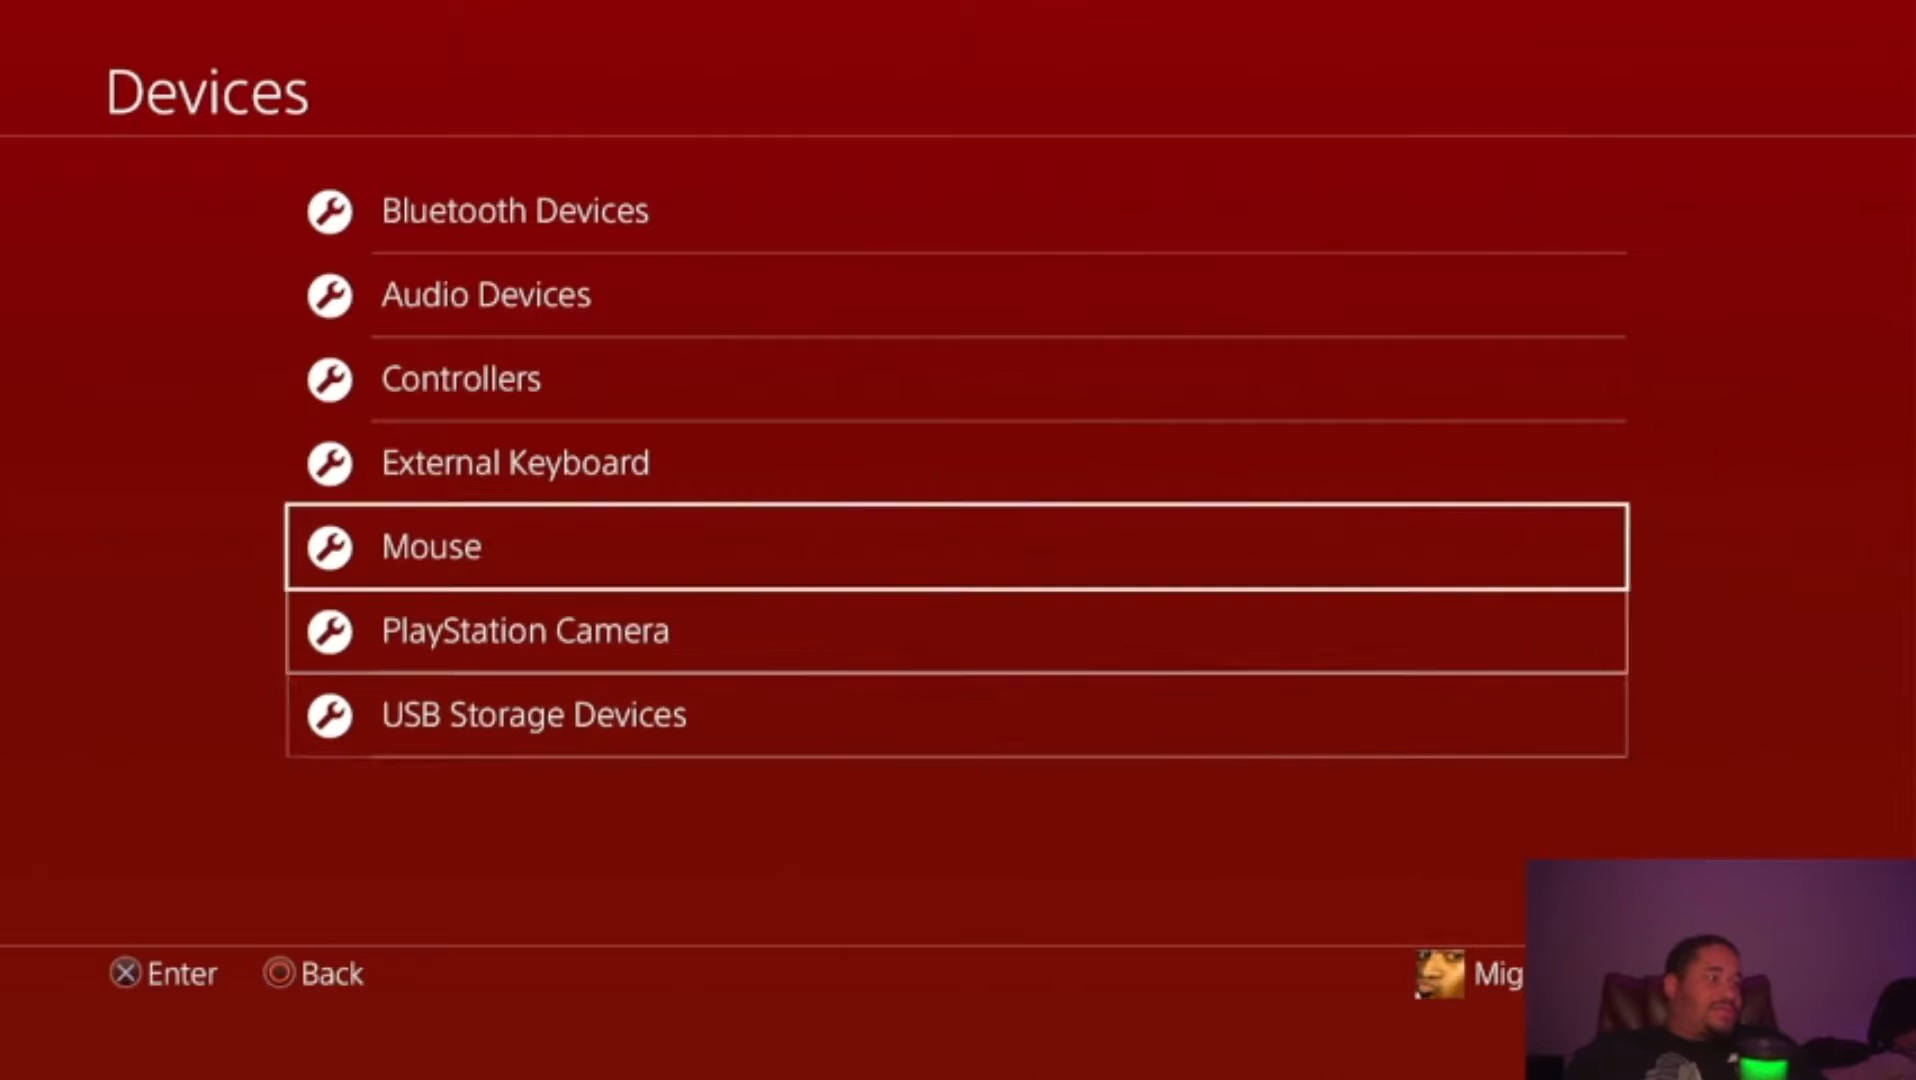 Devices
Bluetooth Devices
Audio Devices
Controllers
External Keyboard
Mouse
PlayStation Camera
USB Storage Devices
Enter Back Mig